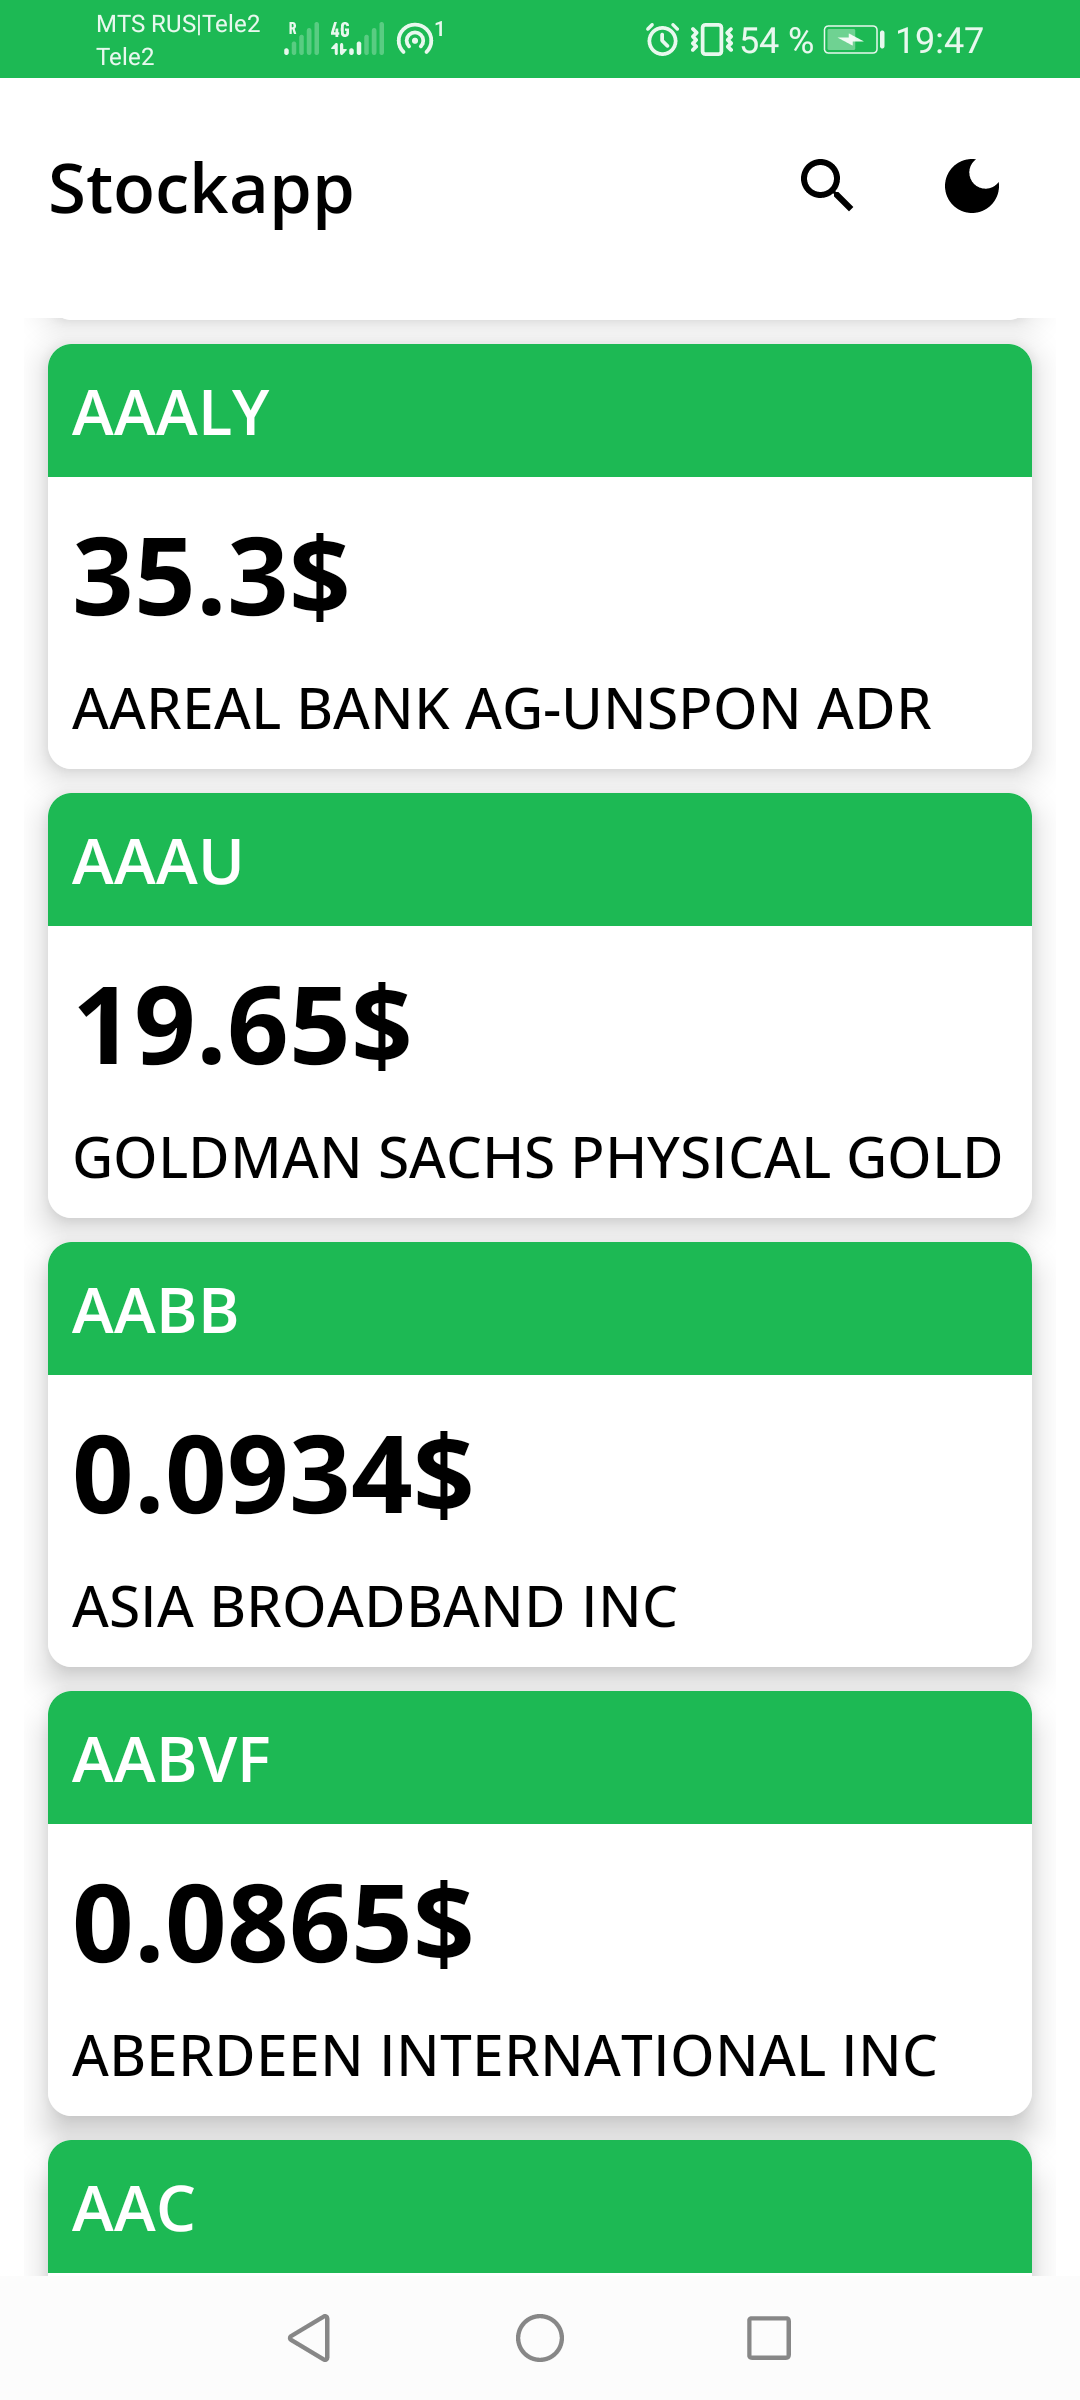 MTS RUS|Tele2
Tele2
R
4G
1
54 %
19:47
Stockapp
AAALY
35.3$
AAREAL BANK AG-UNSPON ADR
AAAU
19.65$
GOLDMAN SACHS PHYSICAL GOLD
AABB
0.0934$
ASIA BROADBAND INC
AABVF
0.0865$
ABERDEEN INTERNATIONAL INC
AAC